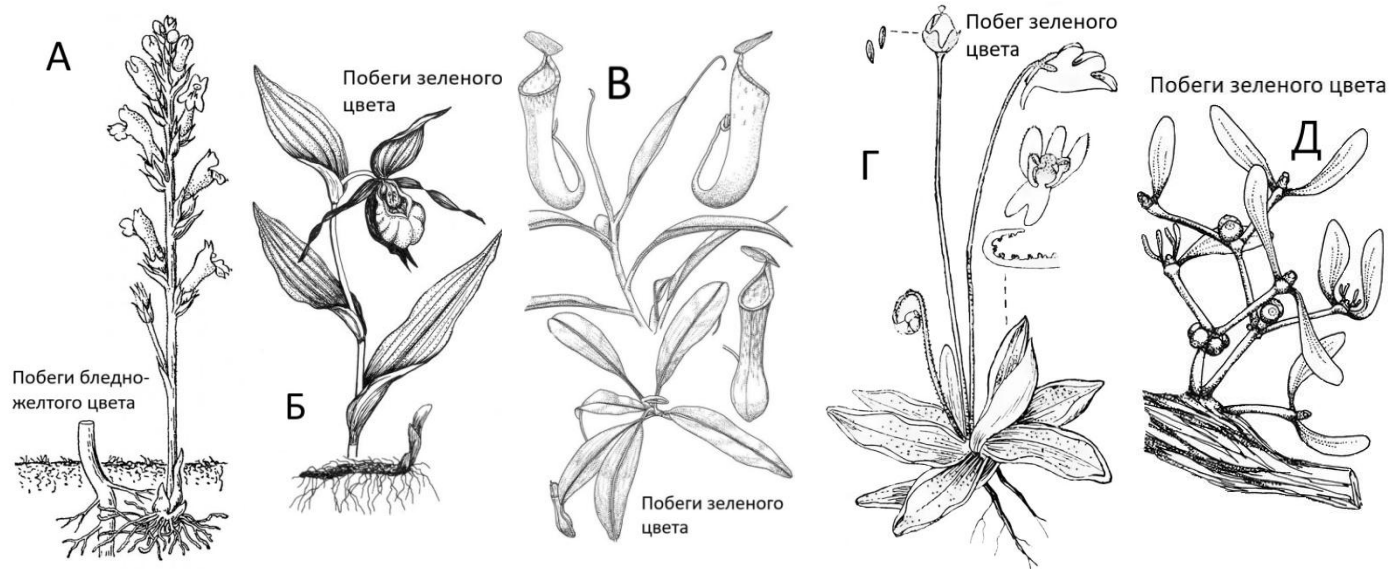 А
Побеги бледно-
желтого цвета
Побеги зеленого
цвета
Б
В
Побеги зеленого
цвета
Побег зеленого
цвета
Г
Побеги зеленого цвета
Д